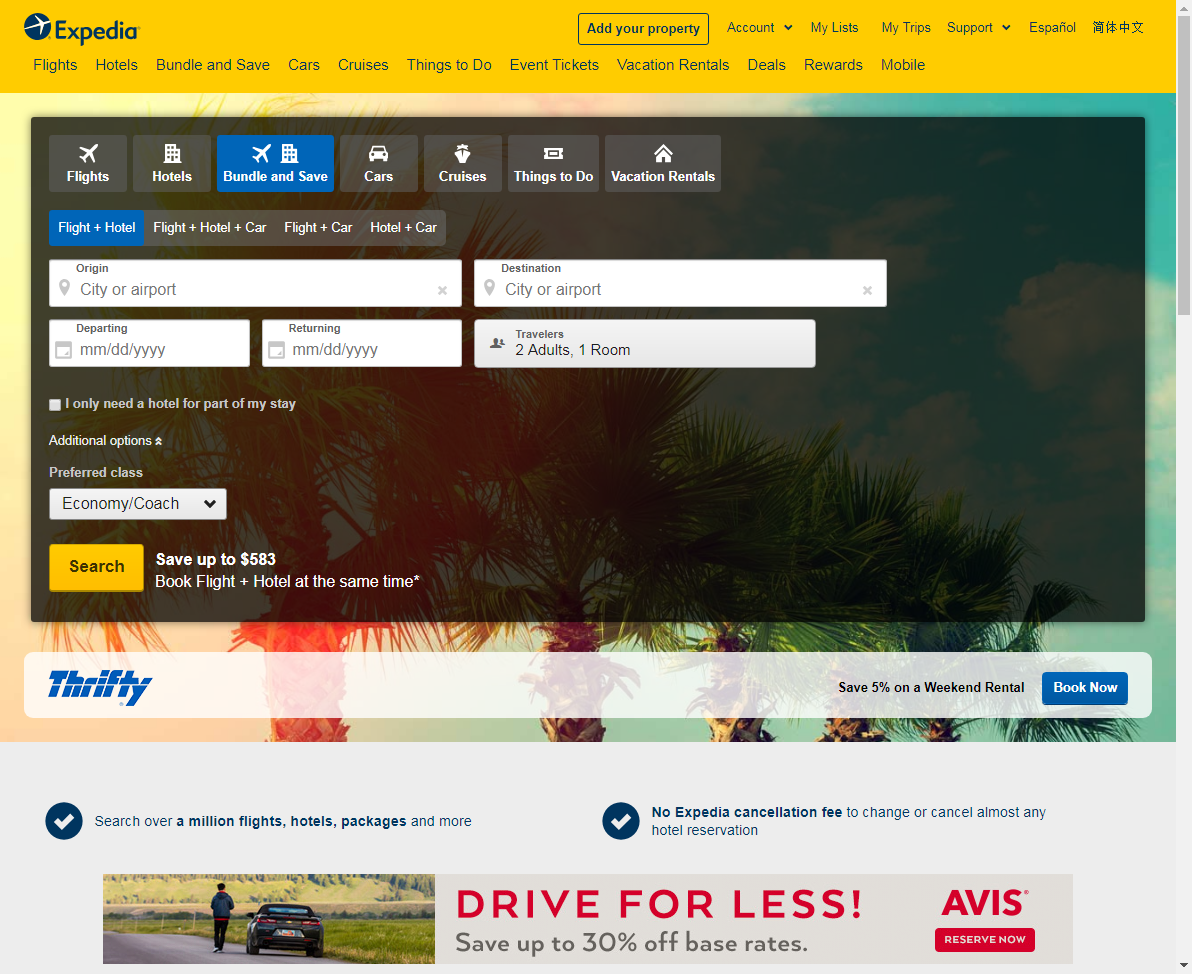 Expedia
Add your property
Account
My Lists
My Trips
Support
Español
简体中文
Flights
Hotels
Bundle and Save
Cars
Cruises
Things to Do
Event Tickets
Vacation Rentals
Deals
Rewards
Mobile
Flights
Hotels
Bundle and Save
Cars
Cruises
Things to Do
Vacation Rentals
Flight + Hotel
Flight + Hotel + Car
Flight + Car
Hotel + Car
Origin
City or airport
Destination
City or airport
Departing
mm/dd/yyyy
Returning
mm/dd/yyyy
Travelers
2 Adults, 1 Room
I only need a hotel for part of my stay
Additional options
Preferred class
Economy/Coach
Search
Save up to $583
Book Flight + Hotel at the same time*
Thrifty
Save 5% on a Weekend Rental
Book Now
Search over a million flights, hotels, packages and more
No Expedia cancellation fee to change or cancel almost any
hotel reservation
DRIVE FOR LESS!
Save up to 30% off base rates.
AVIS®
RESERVE NOW